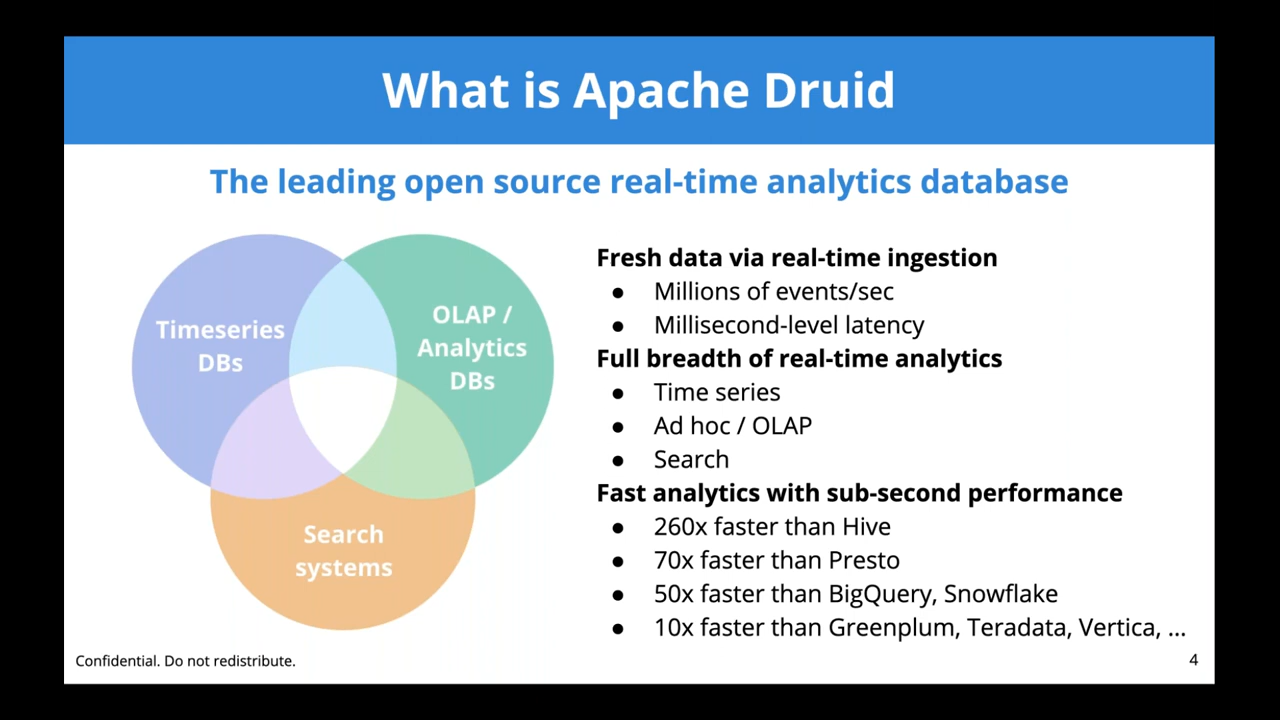 What is Apache Druid
The leading open source real-time analytics database
Timeseries
DBs
OLAP /
Analytics
DBs
Search
systems
Fresh data via real-time ingestion
● Millions of events/sec
● Millisecond-level latency
Full breadth of real-time analytics
● Time series
● Ad hoc / OLAP
● Search
Fast analytics with sub-second performance
● 260x faster than Hive
● 70x faster than Presto
● 50x faster than BigQuery, Snowflake
● 10x faster than Greenplum, Teradata, Vertica, ...
Confidential. Do not redistribute.
4